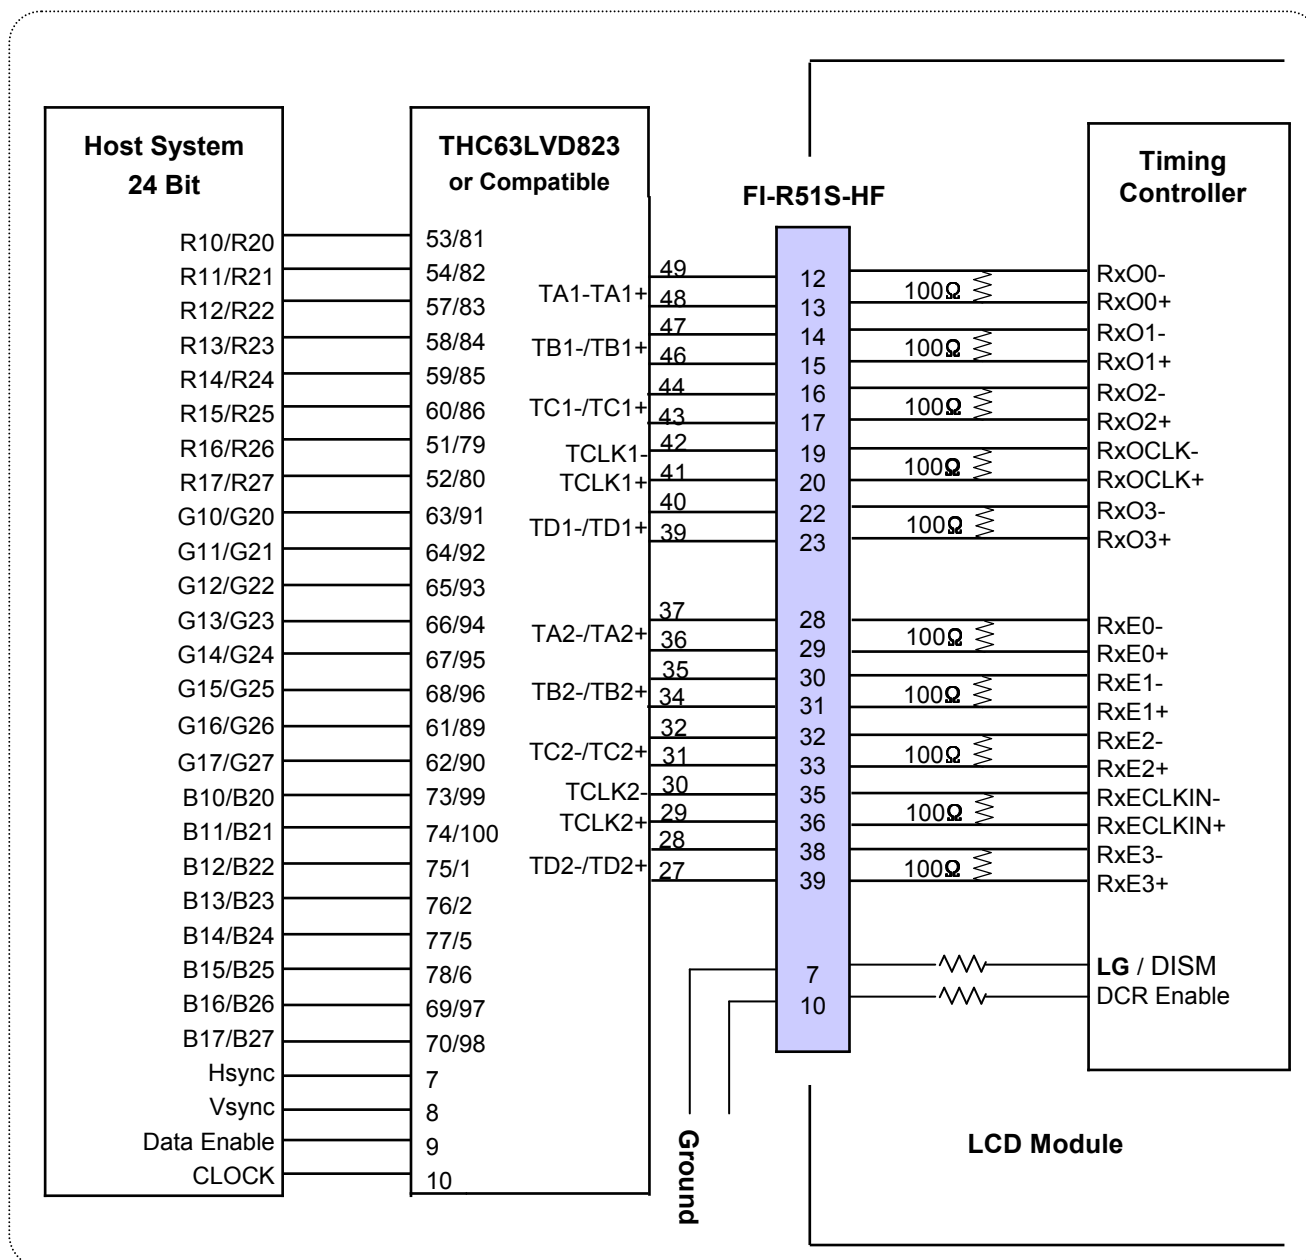 Host System
24 Bit
R10/R20
R11/R21
R12/R22
R13/R23
R14/R24
R15/R25
R16/R26
R17/R27
G10/G20
G11/G21
G12/G22
G13/G23
G14/G24
G15/G25
G16/G26
G17/G27
B10/B20
B11/B21
B12/B22
B13/B23
B14/B24
B15/B25
B16/B26
B17/B27
Hsync
Vsync
Data Enable
CLOCK
THC63LVD823
or Compatible
53/81
54/82
57/83
58/84
59/85
60/86
51/79
52/80
63/91
64/92
65/93
66/94
67/95
68/96
61/89
62/90
73/99
74/100
75/1
76/2
77/5
78/6
69/97
70/98
7
8
9
10
TA1-TA1+
TB1-/TB1+
TC1-/TC1+
TCLK1-
TCLK1+
TD1-/TD1+
TA2-/TA2+
TB2-/TB2+
TC2-/TC2+
TCLK2-
TCLK2+
TD2-/TD2+
49
48
47
46
44
43
42
41
40
39
37
36
35
34
32
31
30
29
28
27
FI-R51S-HF
12
13
14
15
16
17
19
20
22
23
28
29
30
31
32
33
35
36
38
39
7
10
100Ω
100Ω
100Ω
100Ω
100Ω
100Ω
100Ω
100Ω
100Ω
100Ω
Timing
Controller
RxO0-
RxO0+
RxO1-
RxO1+
RxO2-
RxO2+
RxOCLK-
RxOCLK+
RxO3-
RxO3+
RxE0-
RxE0+
RxE1-
RxE1+
RxE2-
RxE2+
RxECLKIN-
RxECLKIN+
RxE3-
RxE3+
LG / DISM
DCR Enable
Ground
LCD Module